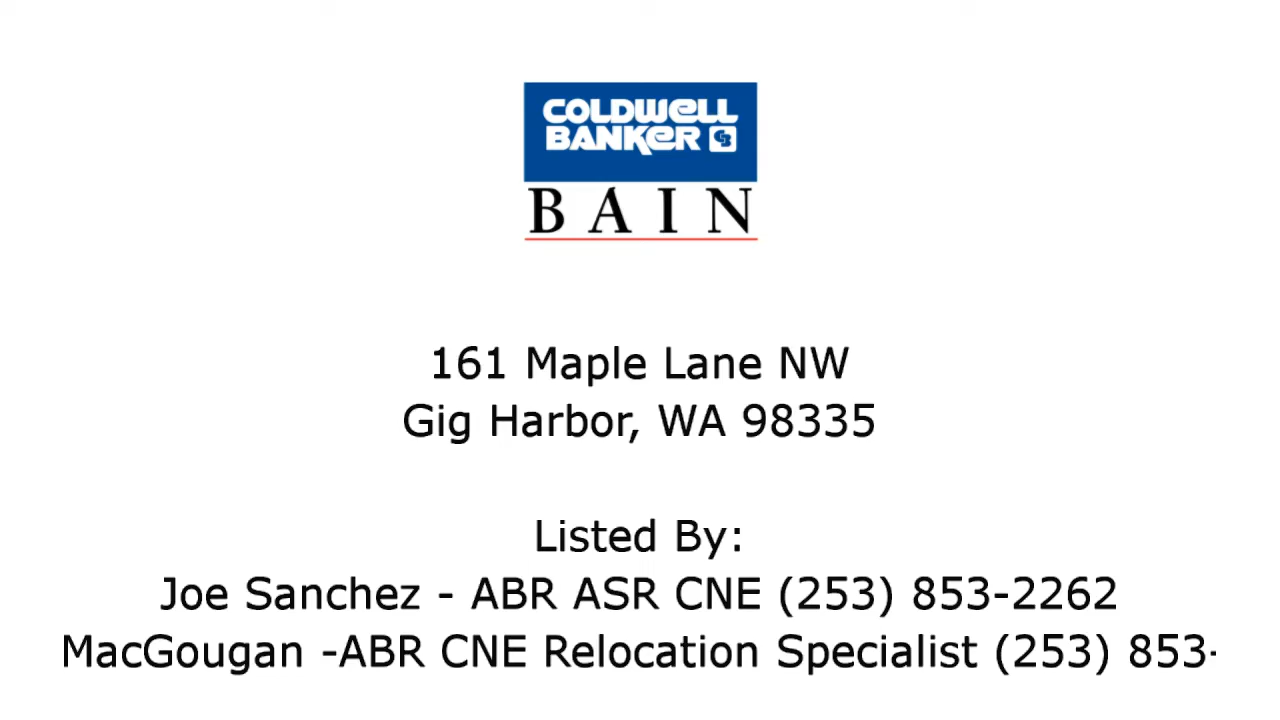 COLDWELL
BANKER CB
BAIN
161 Maple Lane NW
Gig Harbor, WA 98335
Listed By:
Joe Sanchez - ABR ASR CNE (253) 853-2262
MacGougan -ABR CNE Relocation Specialist (253) 853-